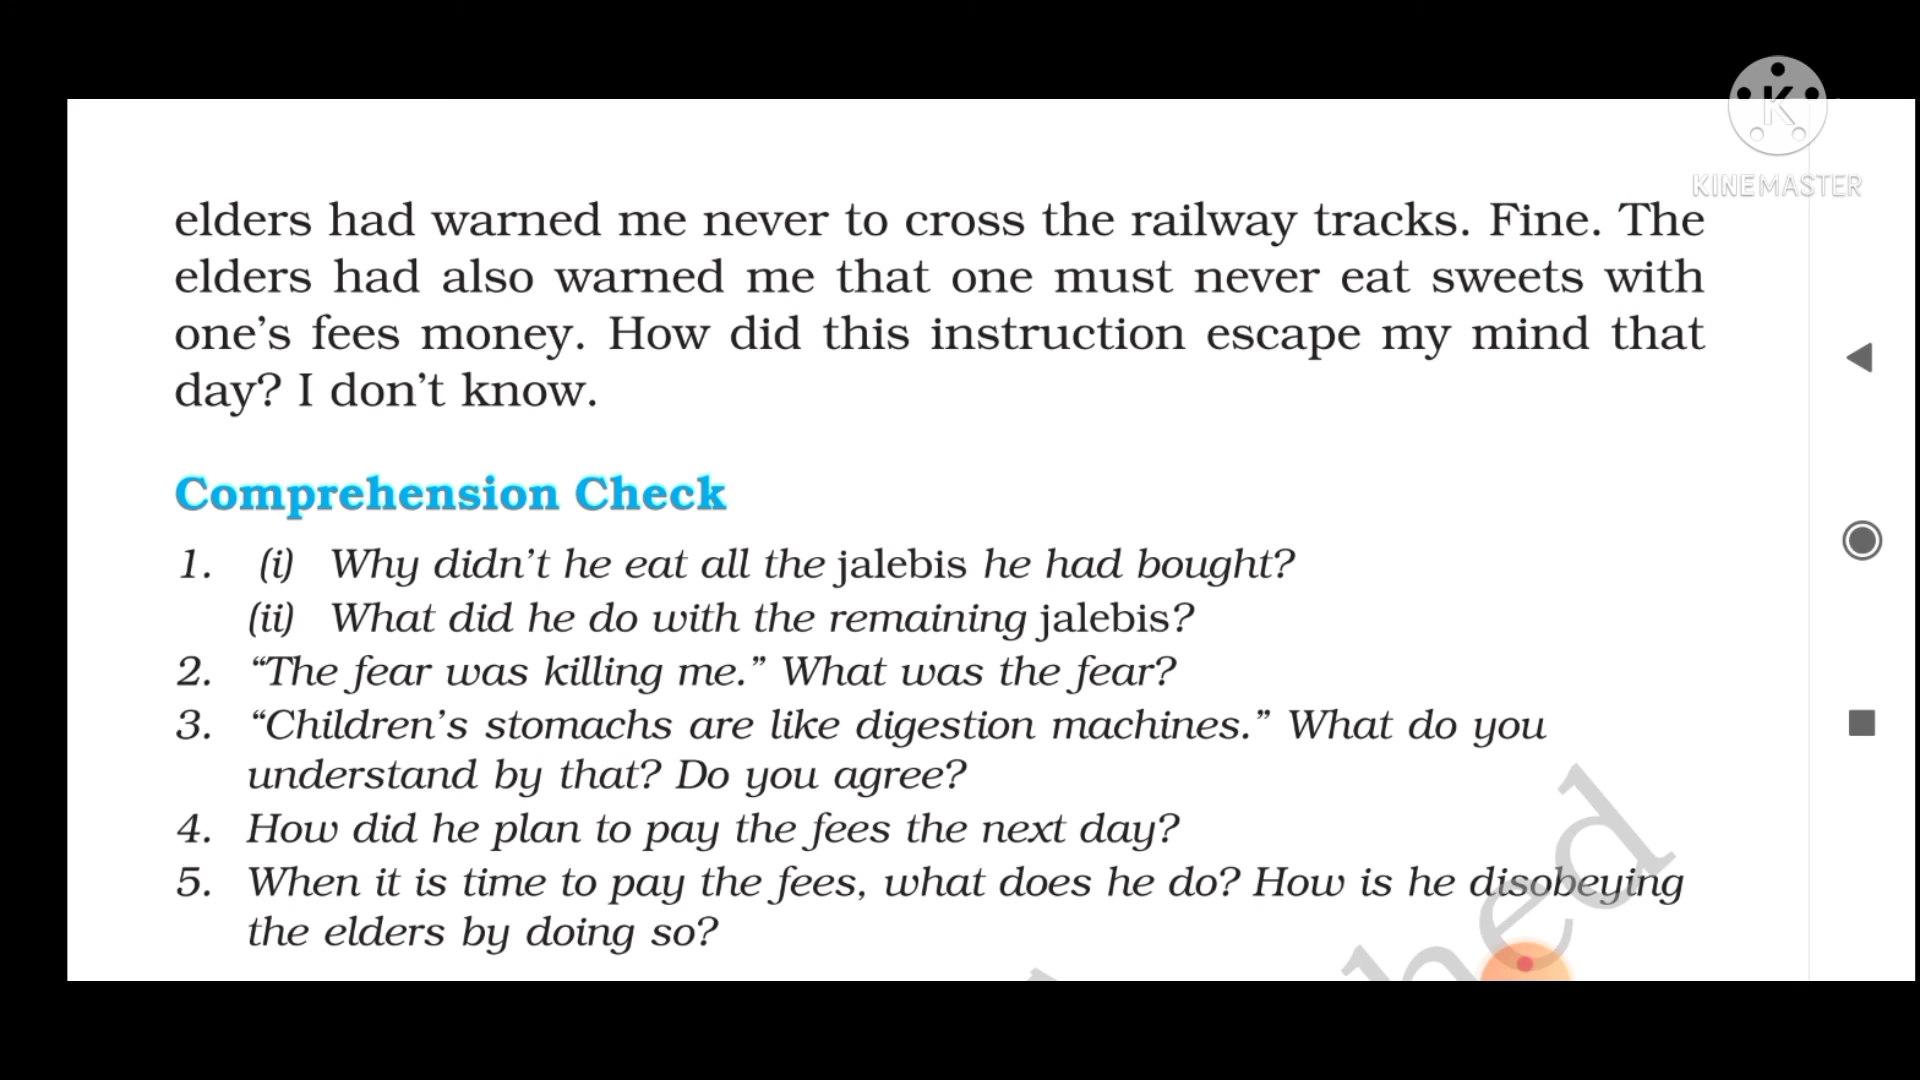 K
KINEMASTER
elders had warned me never to cross the railway tracks. Fine. The
elders had also warned me that one must never eat sweets with
one’s fees money. How did this instruction escape my mind that
day? I don’t know.
Comprehension Check
1. (i) Why didn’t he eat all the jalebis he had bought?
(ii) What did he do with the remaining jalebis?
2. “The fear was killing me.” What was the fear?
3. “Children’s stomachs are like digestion machines.” What do you
understand by that? Do you agree?
4. How did he plan to pay the fees the next day?
5. When it is time to pay the fees, what does he do? How is he disobeying
the elders by doing so?